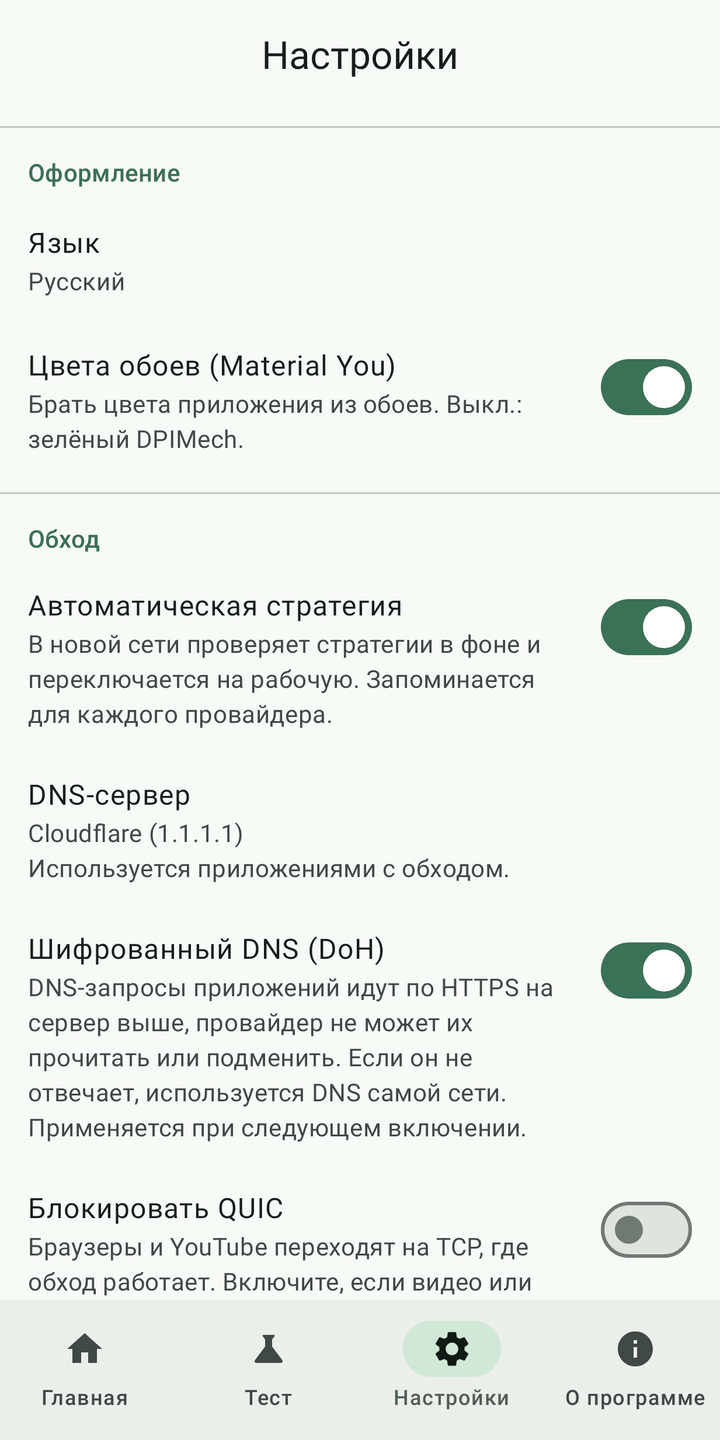 Настройки
Оформление
Язык
Русский
Цвета обоев (Material You)
Брать цвета приложения из обоев. Выкл.:
зелёный DPIMech.
Обход
Автоматическая стратегия
В новой сети проверяет стратегии в фоне и
переключается на рабочую. Запоминается
для каждого провайдера.
DNS-сервер
Cloudflare (1.1.1.1)
Используется приложениями с обходом.
Шифрованный DNS (DoH)
DNS-запросы приложений идут по HTTPS на
сервер выше, провайдер не может их
прочитать или подменить. Если он не
отвечает, используется DNS самой сети.
Применяется при следующем включении.
Блокировать QUIC
Браузеры и YouTube переходят на TCP, где
обход работает. Включите, если видео или
Главная
Тест
Настройки
О программе